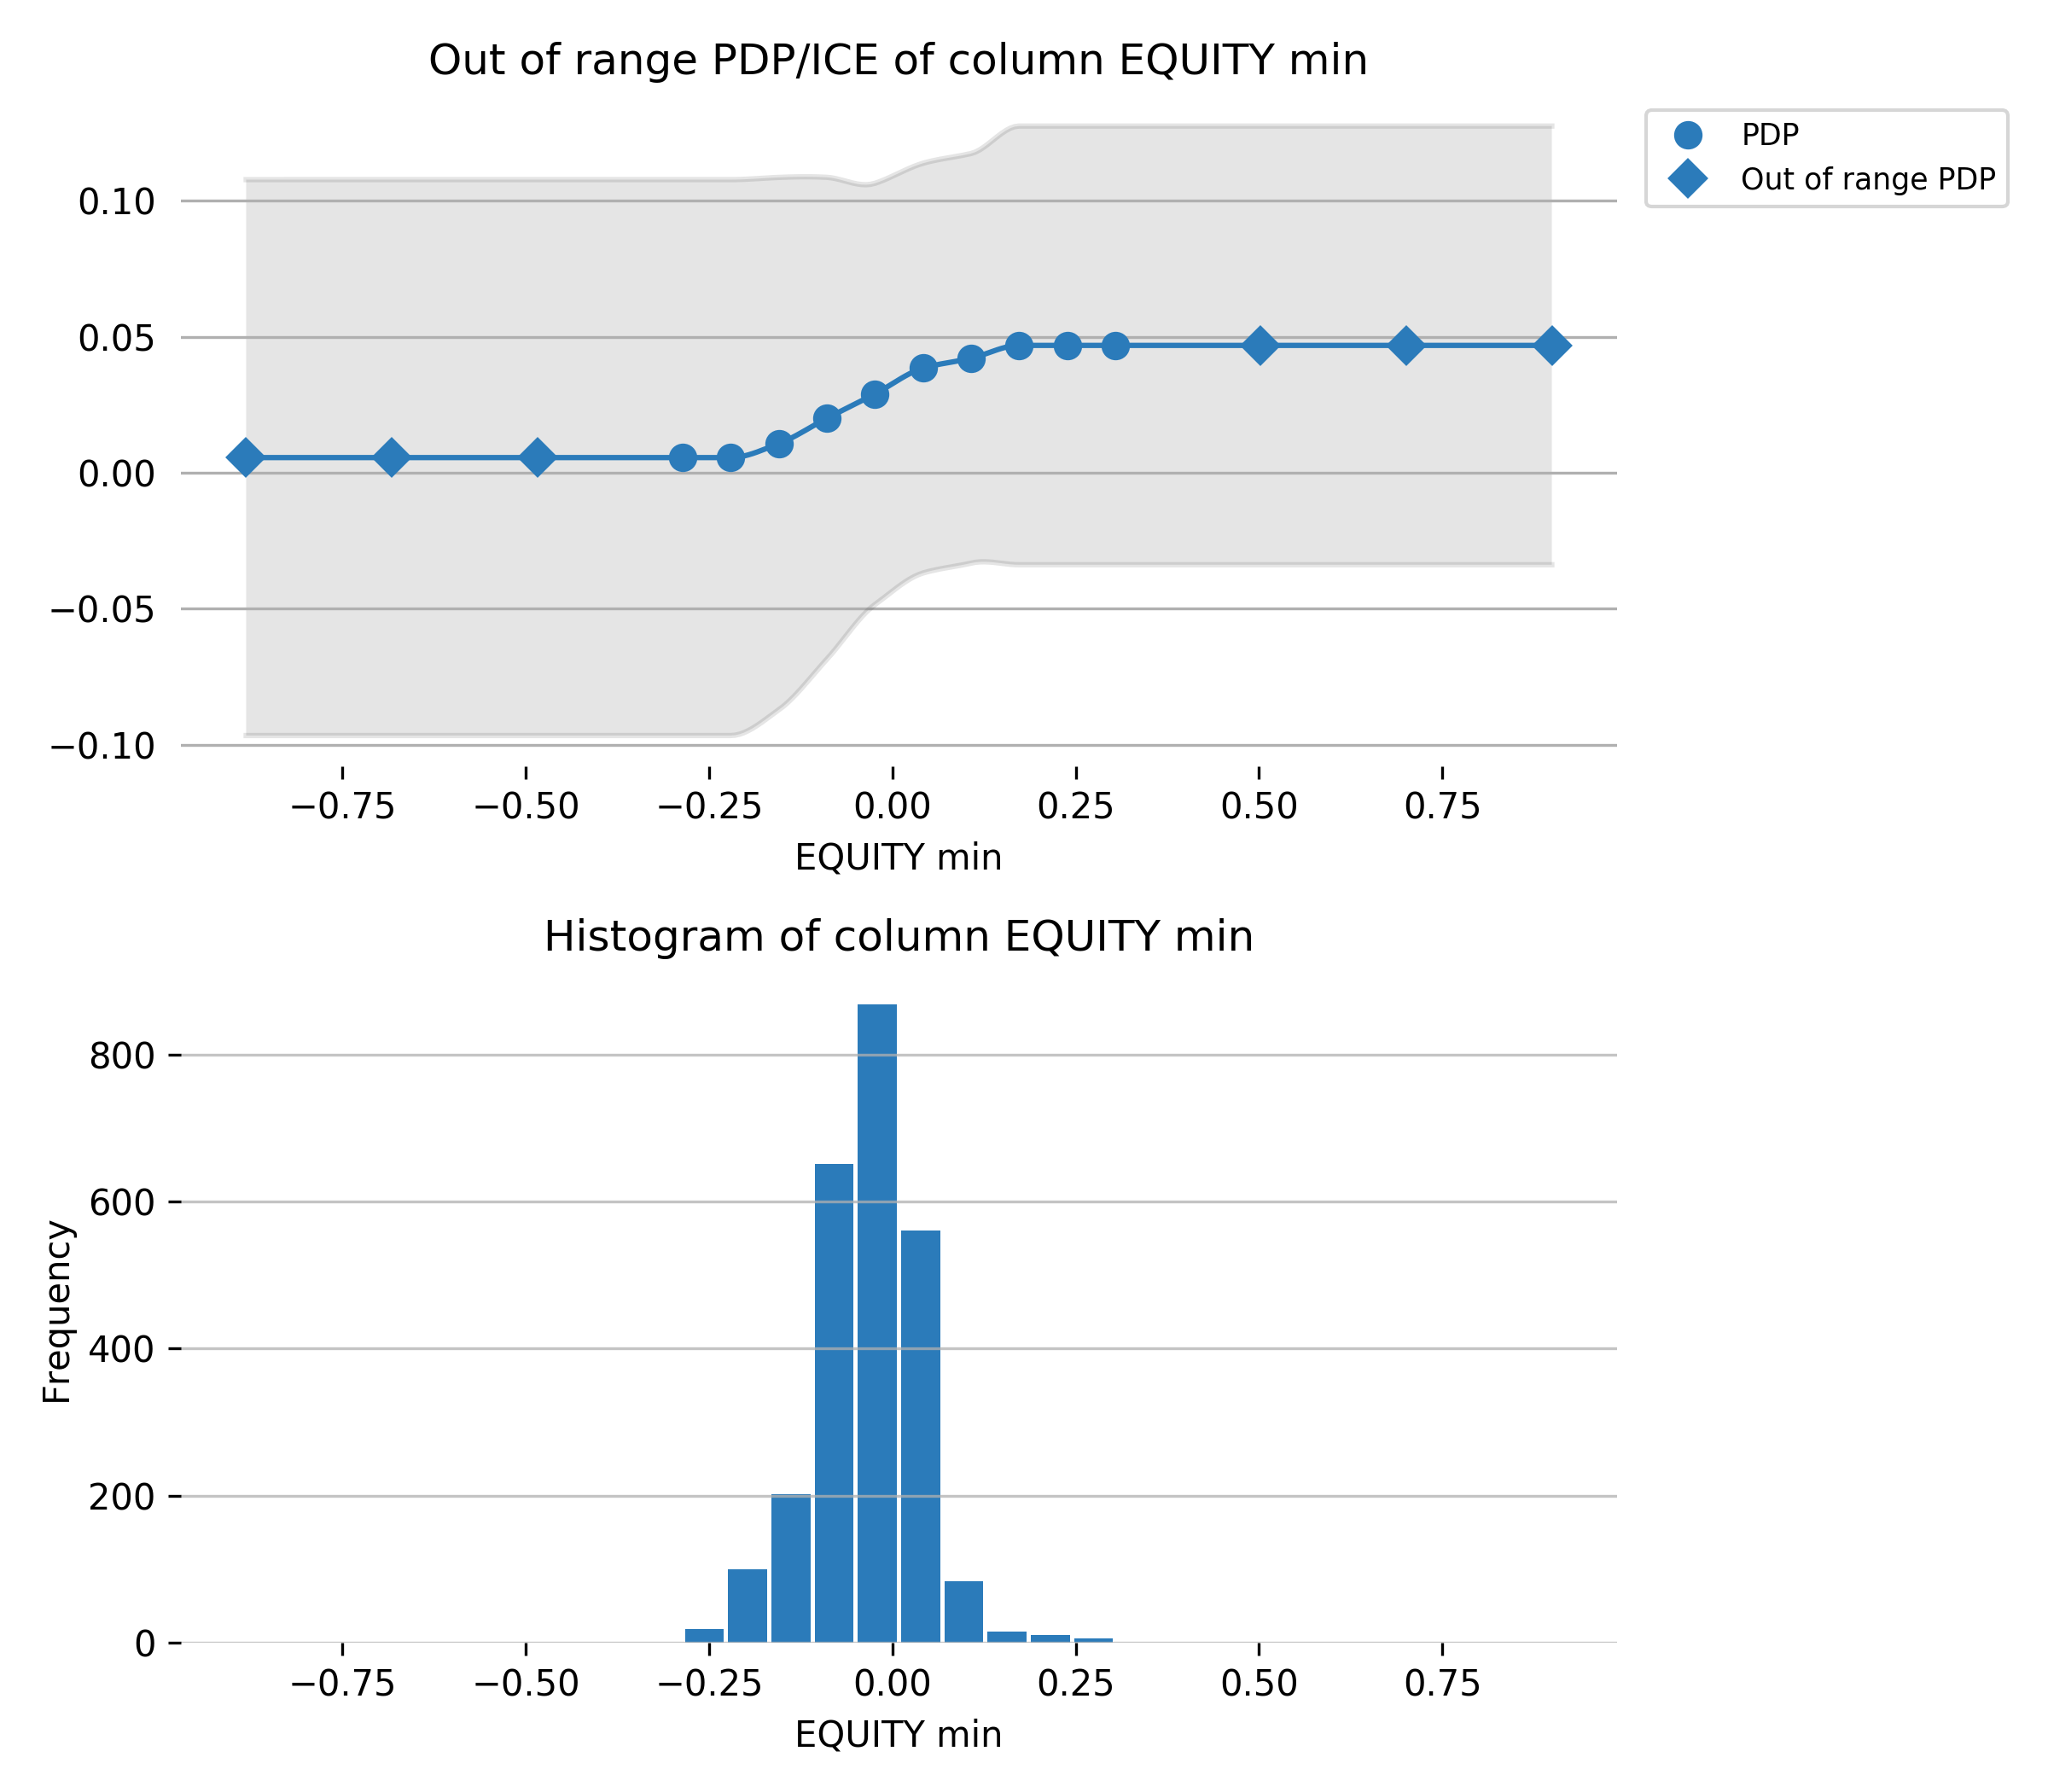 Out of range PDP/ICE of column EQUITY min
PDP
Out of range PDP
0.10
0.05
0.00
−0.05
−0.10
−0.75 −0.50 −0.25 0.00 0.25 0.50 0.75
EQUITY min
Histogram of column EQUITY min
800
600
400
200
0
Frequency
−0.75 −0.50 −0.25 0.00 0.25 0.50 0.75
EQUITY min